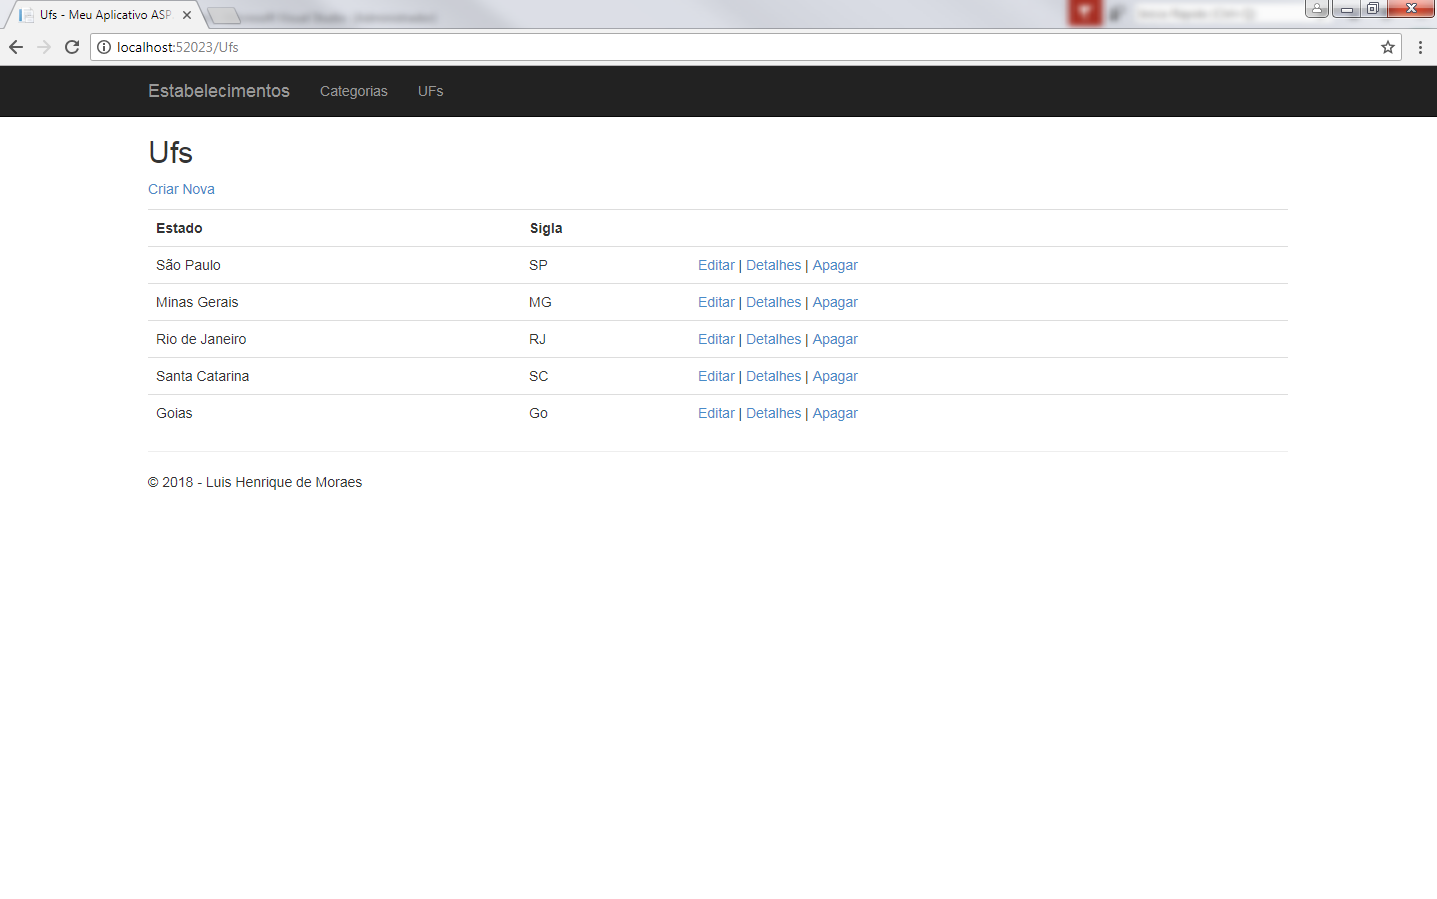 Ufs - Meu Aplicativo ASP.
localhost:52023/Ufs
Estabelecimentos Categorias UFs
Ufs
Criar Nova
Estado Sigla
São Paulo SP Editar | Detalhes | Apagar
Minas Gerais MG Editar | Detalhes | Apagar
Rio de Janeiro RJ Editar | Detalhes | Apagar
Santa Catarina SC Editar | Detalhes | Apagar
Goias Go Editar | Detalhes | Apagar
© 2018 - Luis Henrique de Moraes